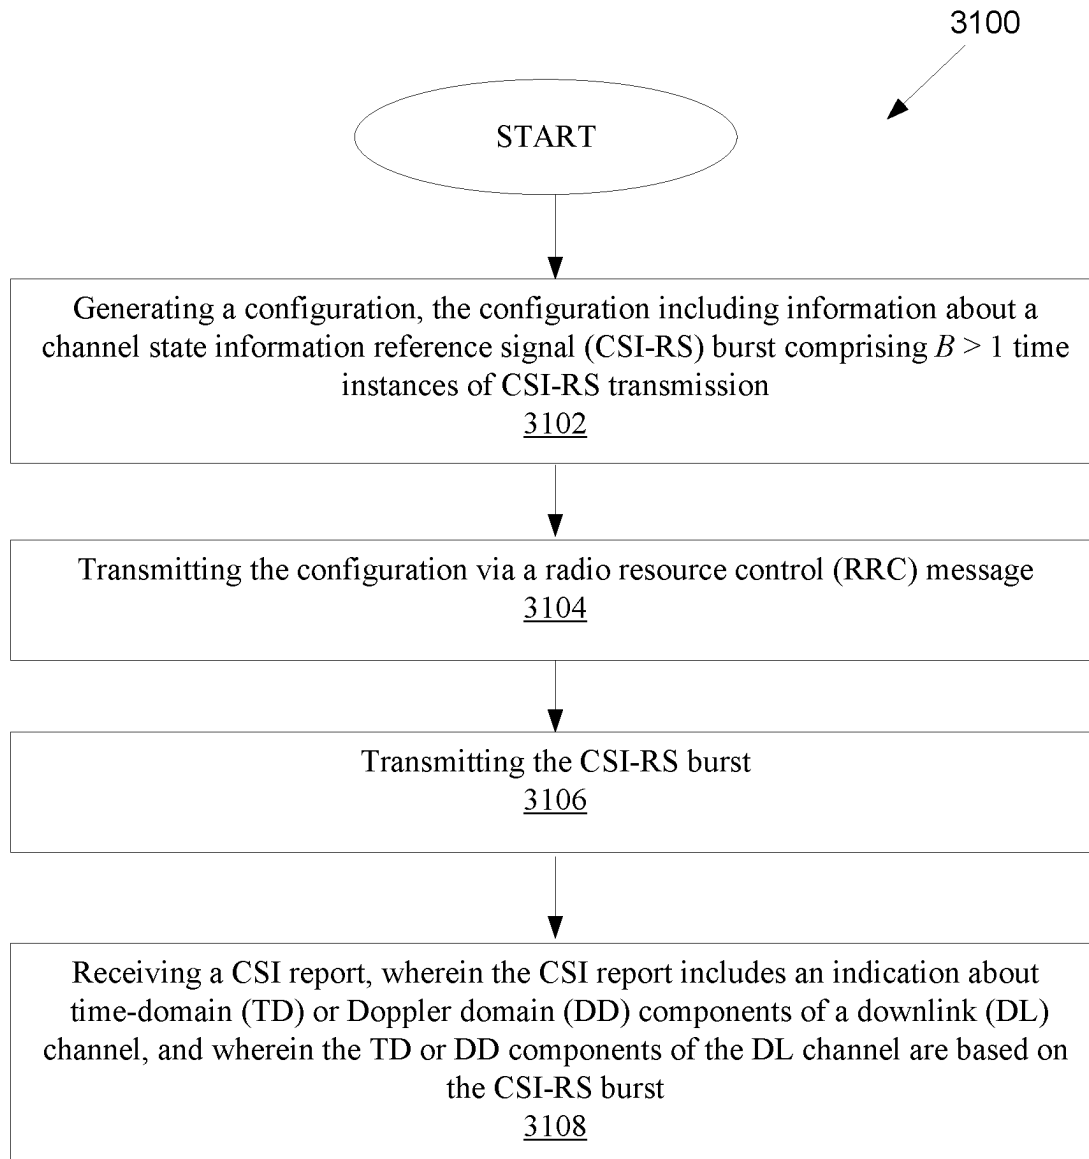 3100
START
Generating a configuration, the configuration including information about a
channel state information reference signal (CSI-RS) burst comprising B > 1 time
instances of CSI-RS transmission
3102
Transmitting the configuration via a radio resource control (RRC) message
3104
Transmitting the CSI-RS burst
3106
Receiving a CSI report, wherein the CSI report includes an indication about
time-domain (TD) or Doppler domain (DD) components of a downlink (DL)
channel, and wherein the TD or DD components of the DL channel are based on
the CSI-RS burst
3108